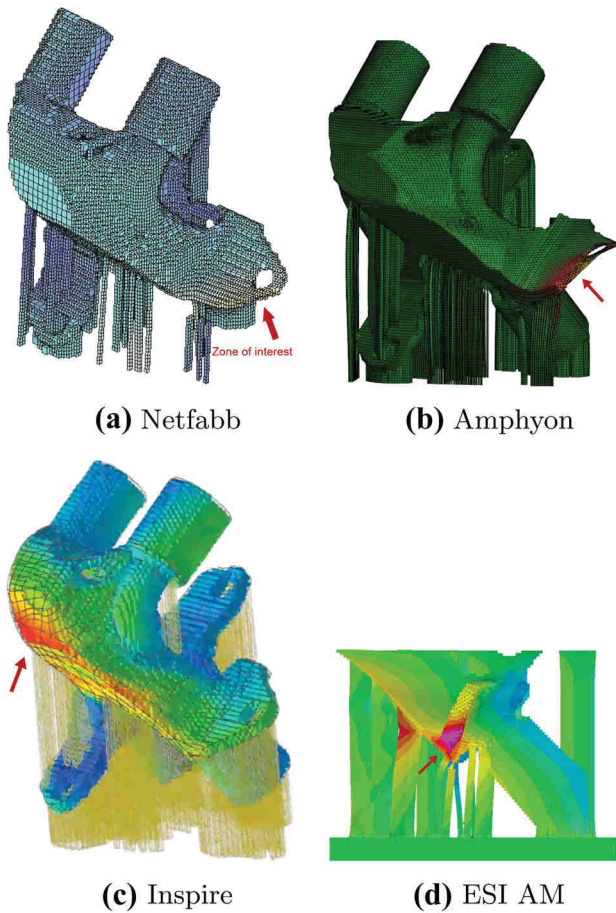 Zone of interest
(a) Netfabb
(b) Amphyon
(c) Inspire
(d) ESI AM